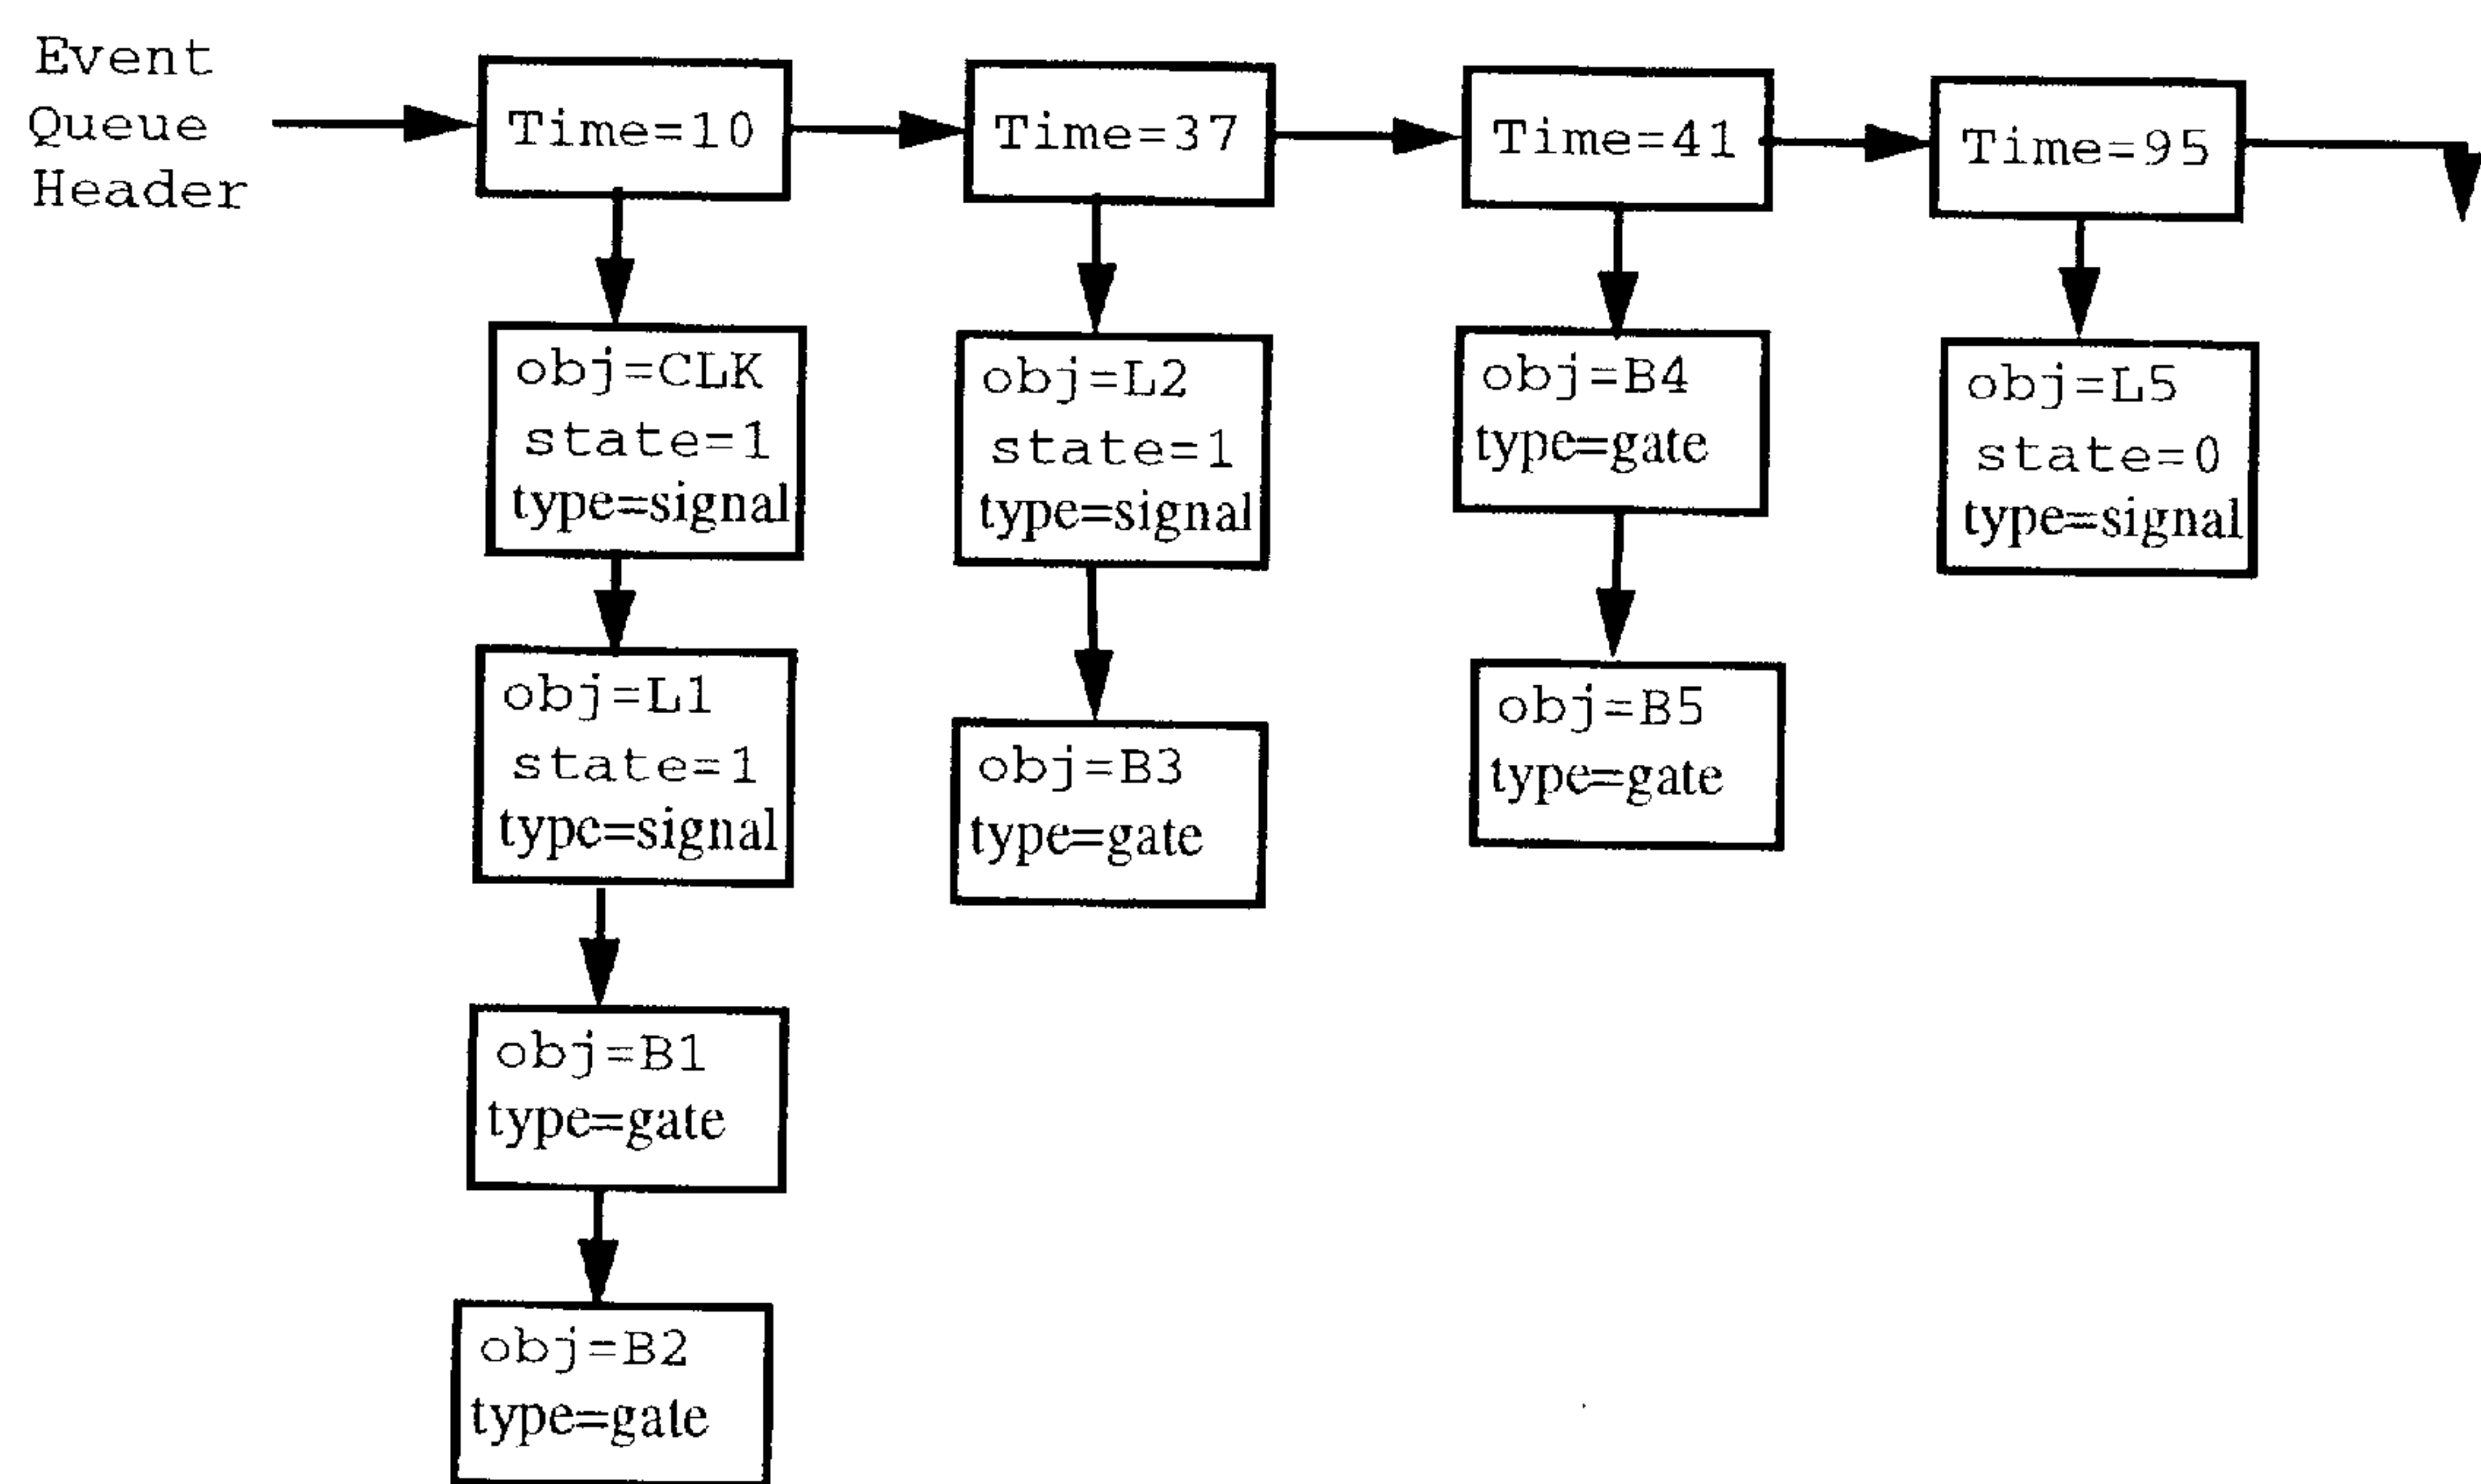 Event
Queue
Header
Time=10
Time=37
Time=41
Time=95
obj=CLK
state=1
type=signal
obj=L2
state=1
type=signal
obj=B4
type=gate
obj=L5
state=0
type=signal
obj=L1
state=1
type=signal
obj=B3
type=gate
obj=B5
type=gate
obj=B1
type=gate
obj=B2
type=gate